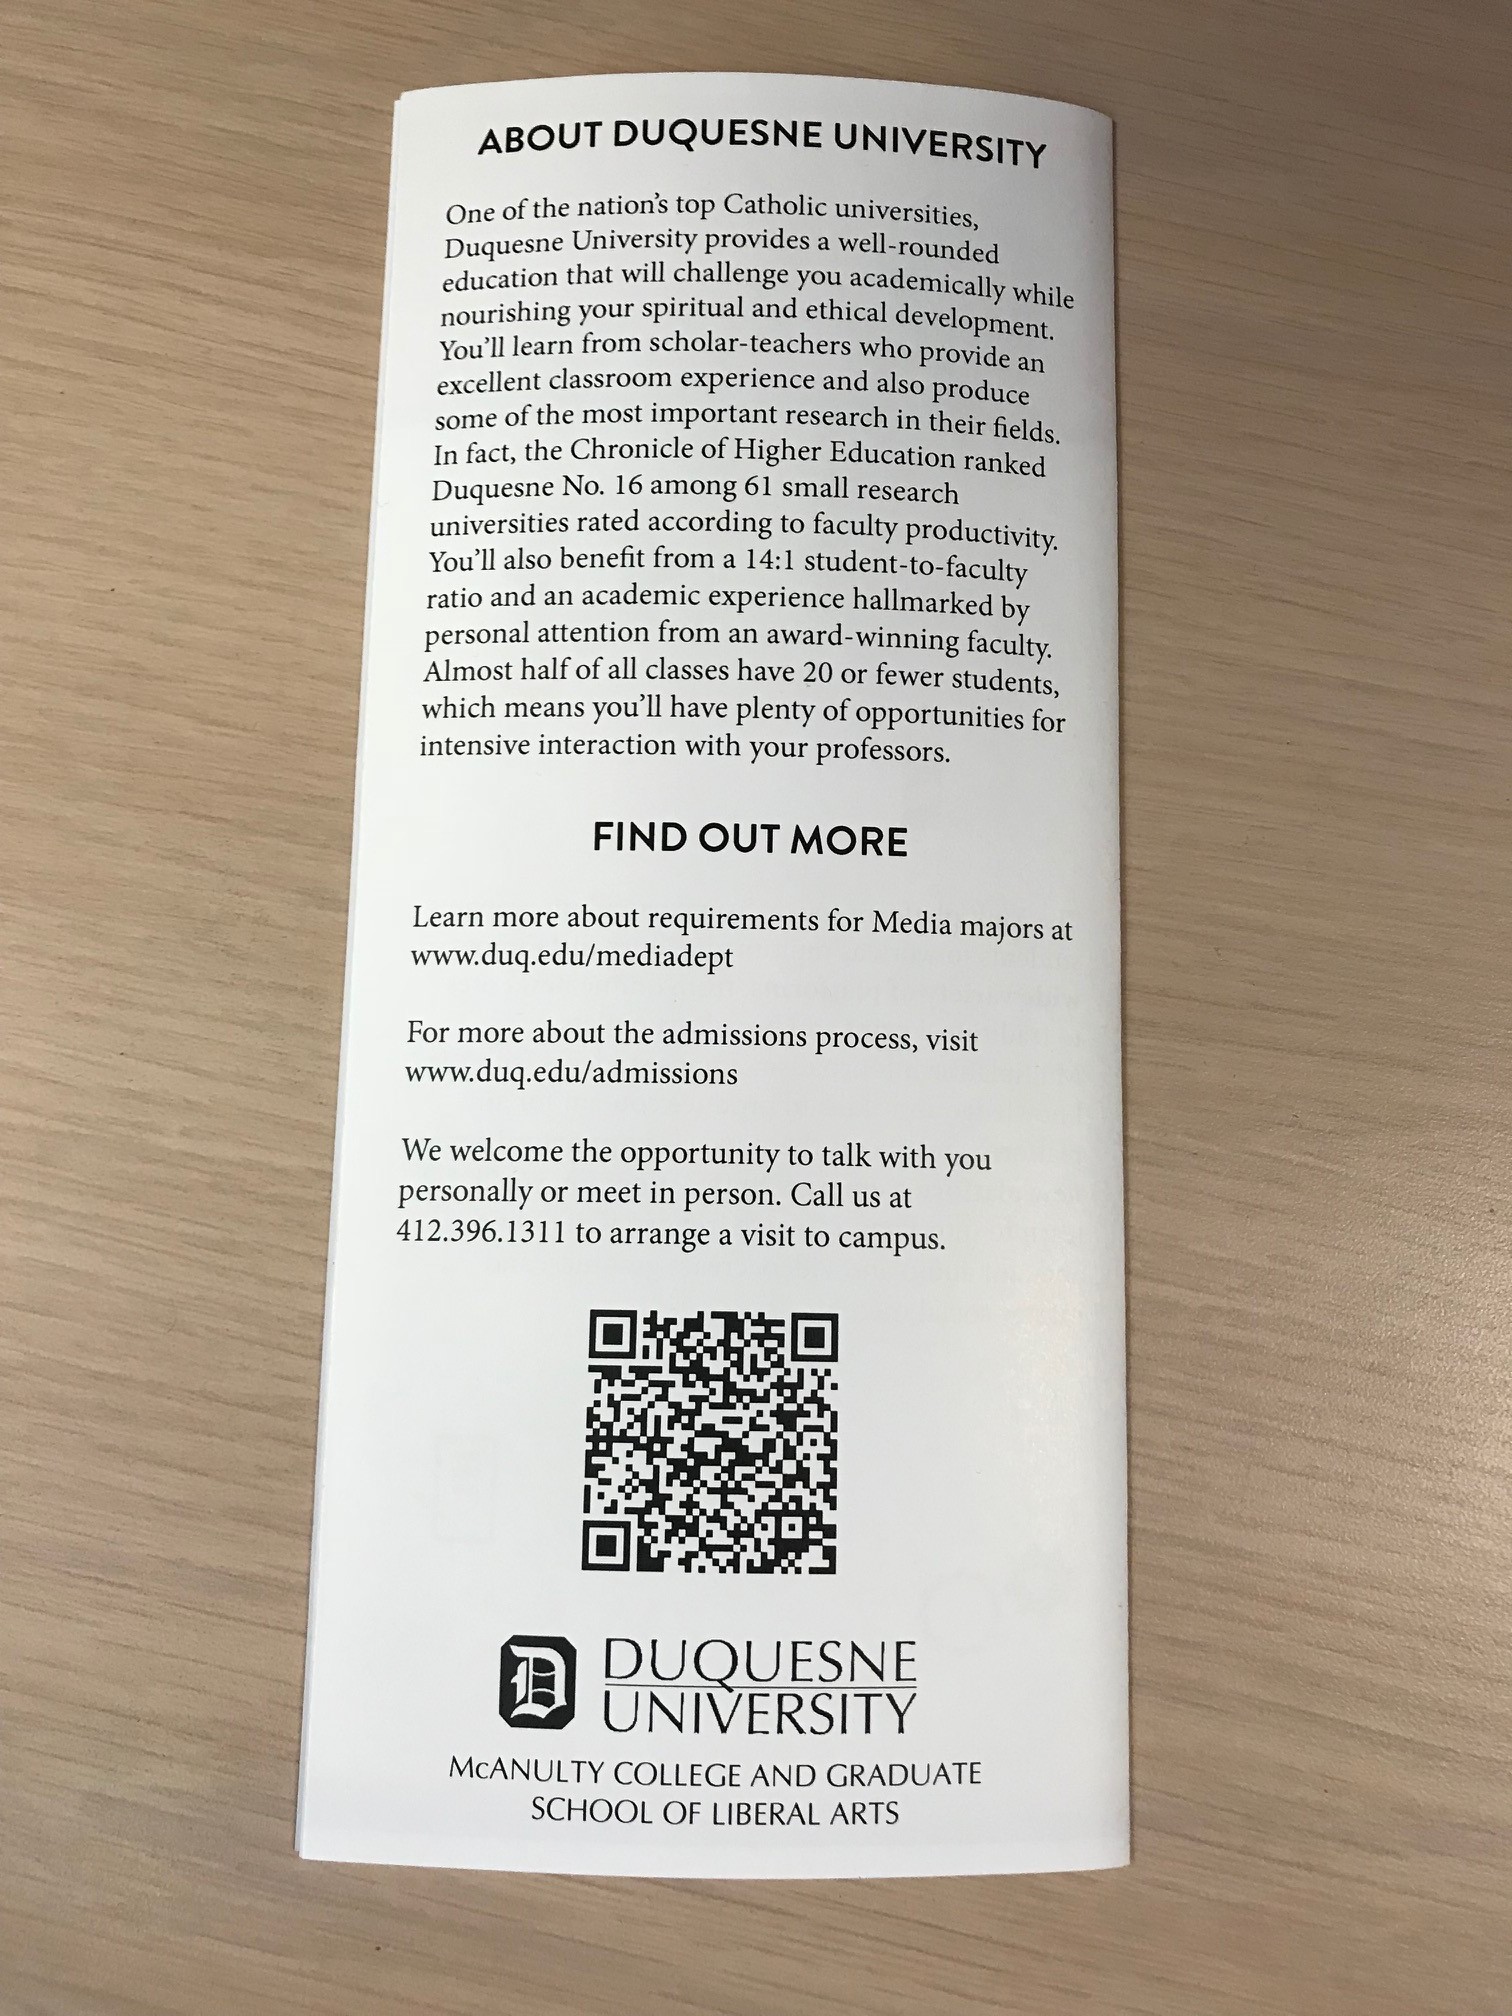 ABOUT DUQUESNE UNIVERSITY
One of the nation's top Catholic universities,
Duquesne University provides a well-rounded
education that will challenge you academically while
nourishing your spiritual and ethical development.
You'll learn from scholar-teachers who provide an
excellent classroom experience and also produce
some of the most important research in their fields.
In fact, the Chronicle of Higher Education ranked
Duquesne No. 16 among 61 small research
universities rated according to faculty productivity.
You'll also benefit from a 14:1 student-to-faculty
ratio and an academic experience hallmarked by
personal attention from an award-winning faculty.
Almost half of all classes have 20 or fewer students,
which means you'll have plenty of opportunities for
intensive interaction with your professors.
FIND OUT MORE
Learn more about requirements for Media majors at
www.duq.edu/mediadept
For more about the admissions process, visit
www.duq.edu/admissions
We welcome the opportunity to talk with you
personally or meet in person. Call us at
412.396.1311 to arrange a visit to campus.
D
DUQUESNE
UNIVERSITY
McANULTY COLLEGE AND GRADUATE
SCHOOL OF LIBERAL ARTS